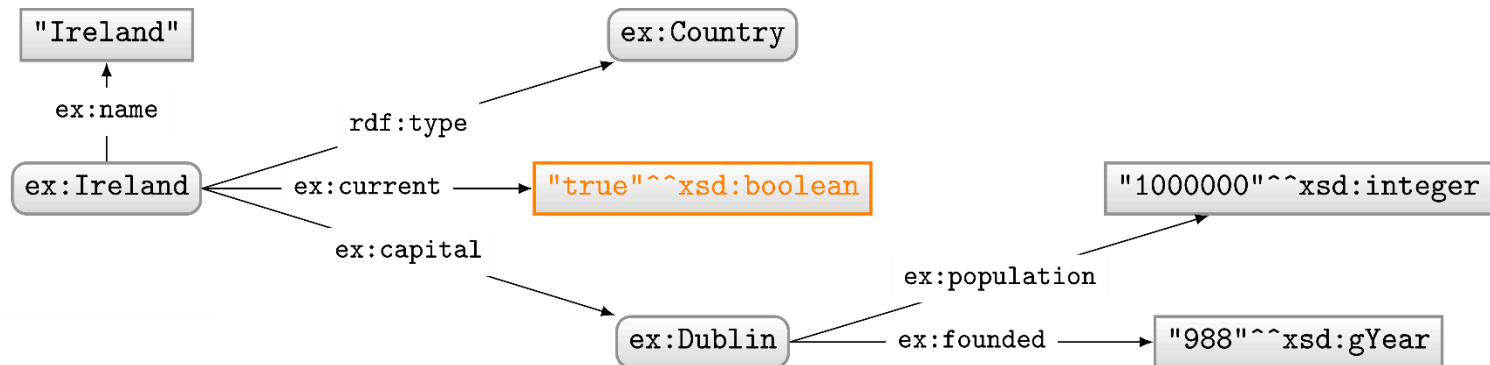 "Ireland"
ex:Country
ex:name
rdf:type
ex:Ireland
ex:current
"true"^^xsd:boolean
"1000000"^^xsd:integer
ex:capital
ex:population
ex:Dublin
ex:founded
"988"^^xsd:gYear